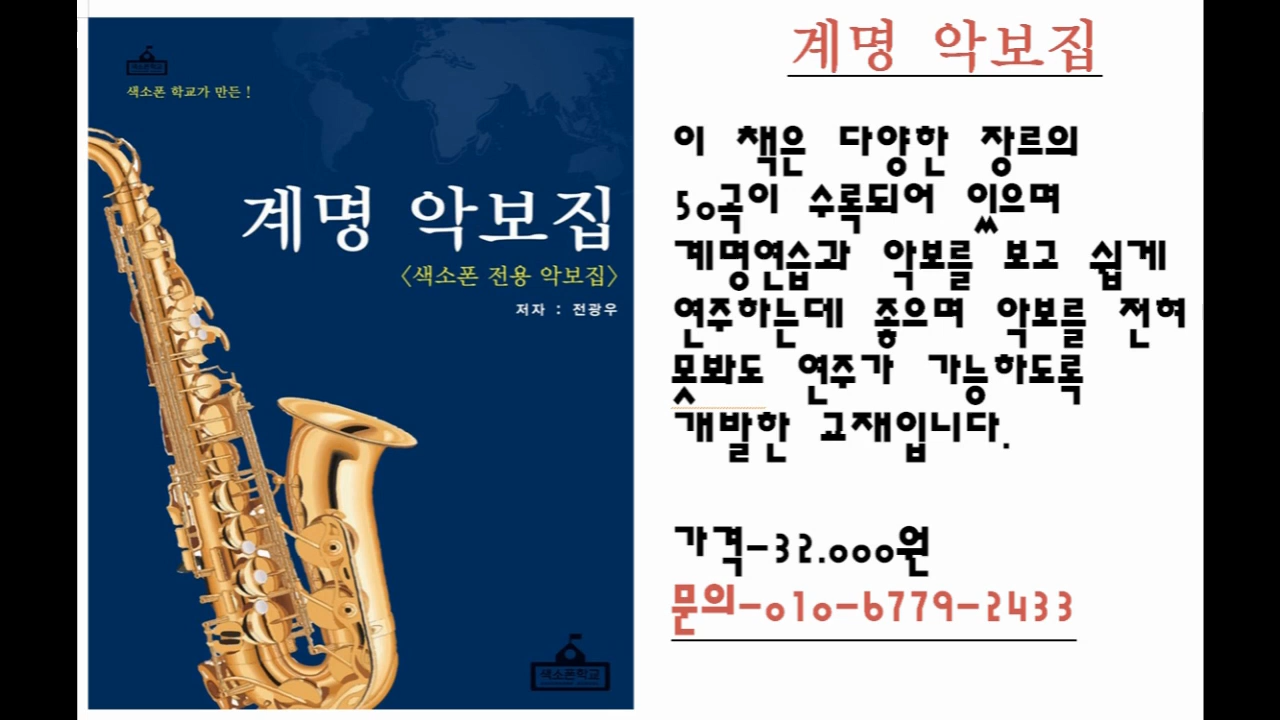 색소폰학교
색소폰 학교가 만든 !
계명 악보집
<색소폰 전용 악보집>
저자 : 전광우
색소폰학교
계명 악보집
이 책은 다양한 장르의
50곡이 수록되어 있으며
계명연습과 악보를 보고 쉽게
연주하는데 좋으며 악보를 전혀
못봐도 연주가 가능하도록
개발한 교재입니다.
가격-32.000원
문의-010-6779-2433